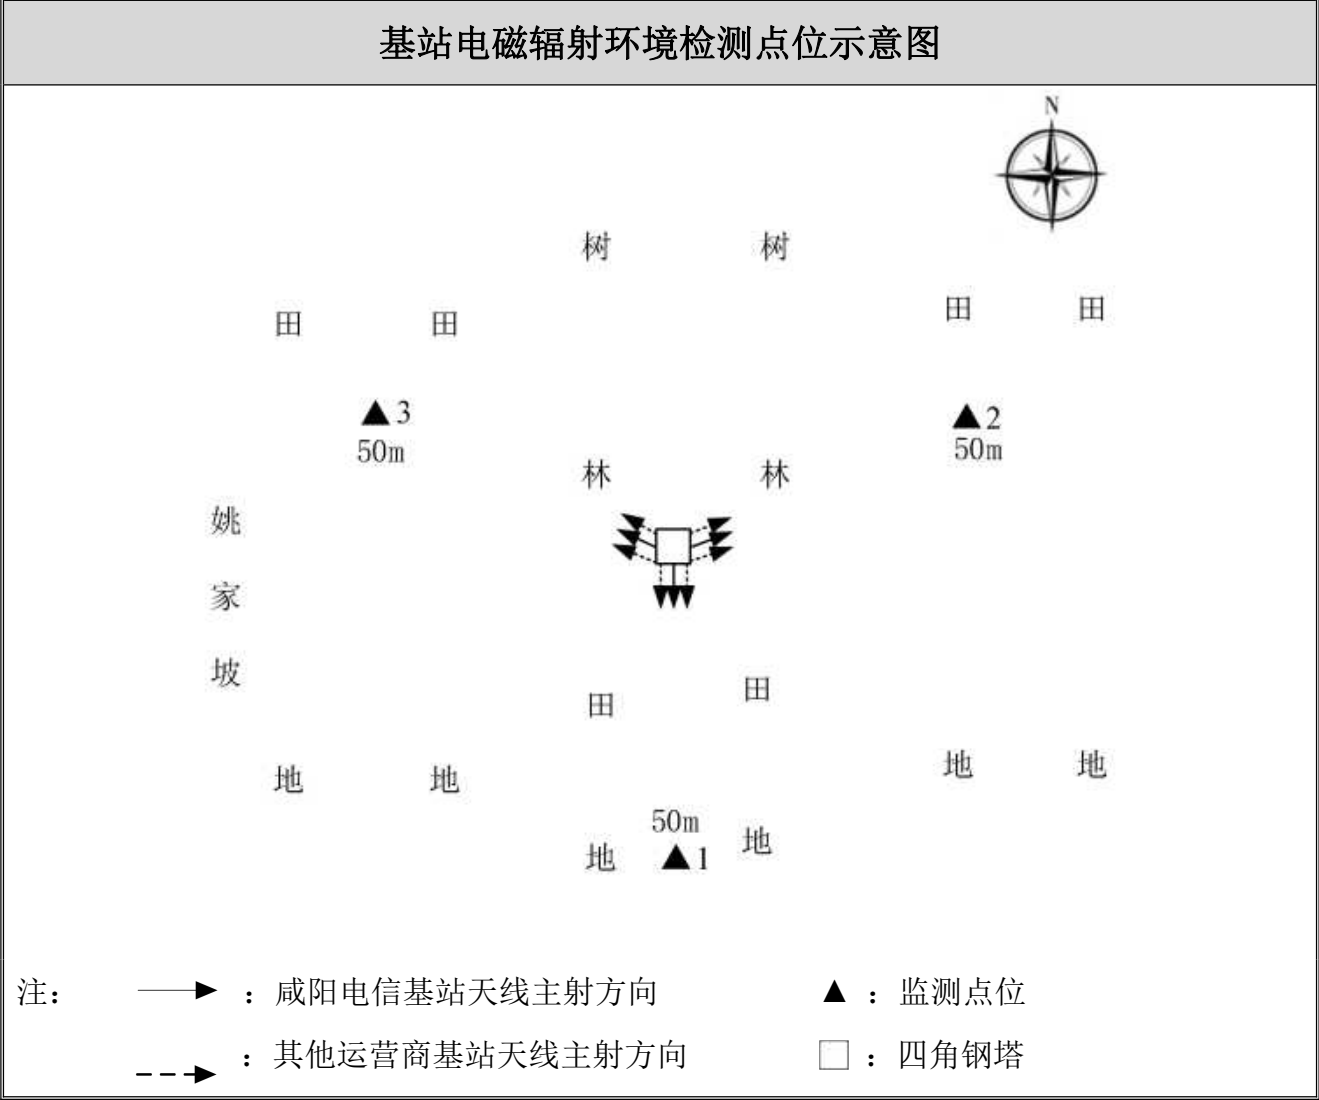 基站电磁辐射环境检测点位示意图
N
树 树
田 田
田 田
▲3
50m
▲2
50m
林 林
姚家坡
田 田
地 地
地 地
50m
▲1
地 地
注：
：咸阳电信基站天线主射方向
▲：监测点位
：其他运营商基站天线主射方向
□：四角钢塔